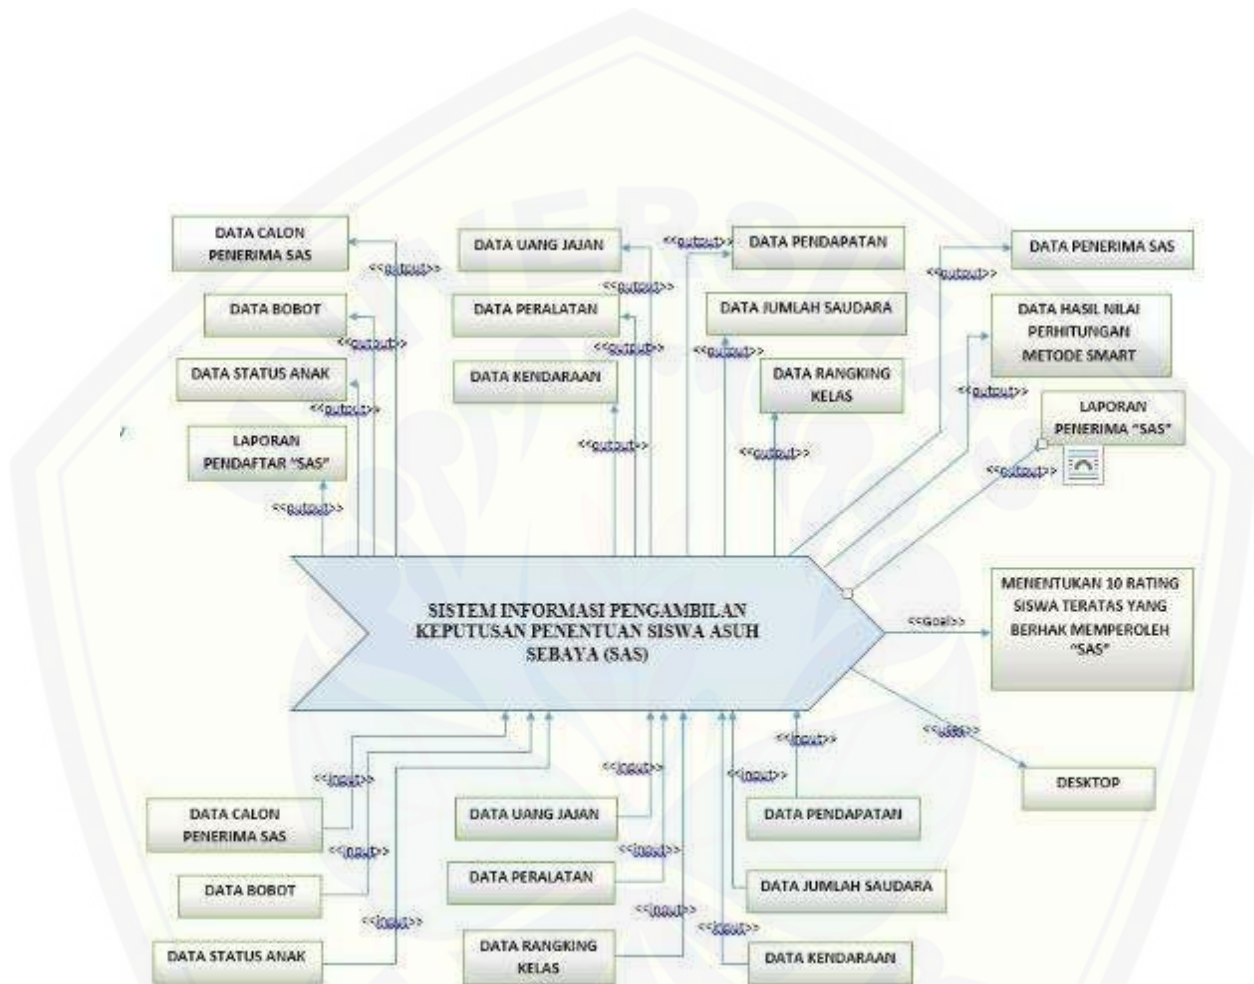 DATA CALON
PENERIMA SAS
<<output>>
DATA BOBOT
<<output>>
DATA STATUS ANAK
<<output>>
LAPORAN
PENDAFTAR “SAS”
<<output>>
DATA UANG JAJAN
<<output>>
DATA PERALATAN
<<output>>
DATA KENDARAAN
<<output>>
<<output>>
DATA PENDAPATAN
DATA JUMLAH SAUDARA
<<output>>
DATA RANGKING
KELAS
<<output>>
DATA PENERIMA SAS
<<output>>
DATA HASIL NILAI
PERHITUNGAN
METODE SMART
<<output>>
LAPORAN
PENERIMA “SAS”
<<output>>
SISTEM INFORMASI PENGAMBILAN
KEPUTUSAN PENENTUAN SISWA ASUH
SEBAYA (SAS)
<<Goal>>
MENENTUKAN 10 RATING
SISWA TERATAS YANG
BERHAK MEMPEROLEH
“SAS”
<<uses>>
DESKTOP
<<input>>
DATA CALON
PENERIMA SAS
<<input>>
DATA BOBOT
<<input>>
DATA STATUS ANAK
<<input>>
DATA UANG JAJAN
<<input>>
DATA PERALATAN
<<input>>
DATA RANGKING
KELAS
<<input>>
DATA PENDAPATAN
<<input>>
DATA JUMLAH SAUDARA
DATA KENDARAAN